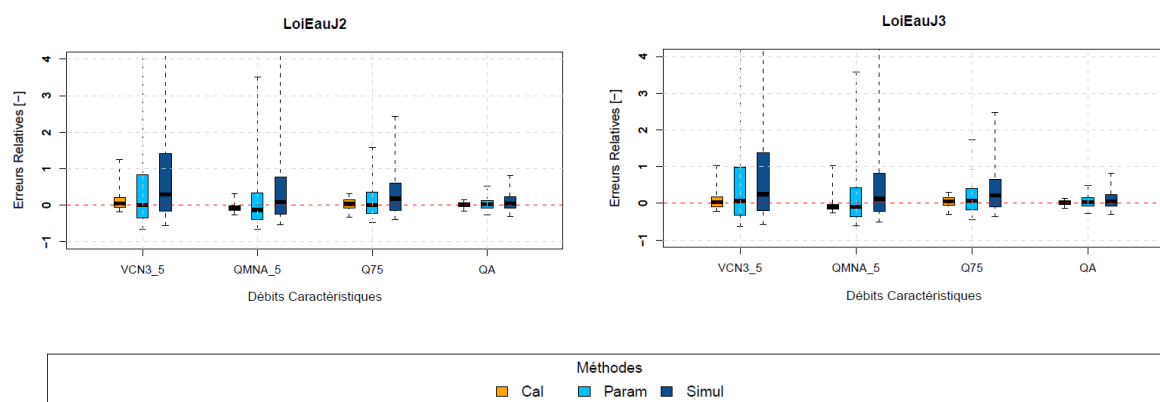 LoiEauJ2
4
3
2
1
0
−1
Erreurs Relatives [−]
VCN3_5 QMNA_5 Q75 QA
Débits Caractéristiques
LoiEauJ3
4
3
2
1
0
−1
Erreurs Relatives [−]
VCN3_5 QMNA_5 Q75 QA
Débits Caractéristiques
Méthodes
Cal Param Simul